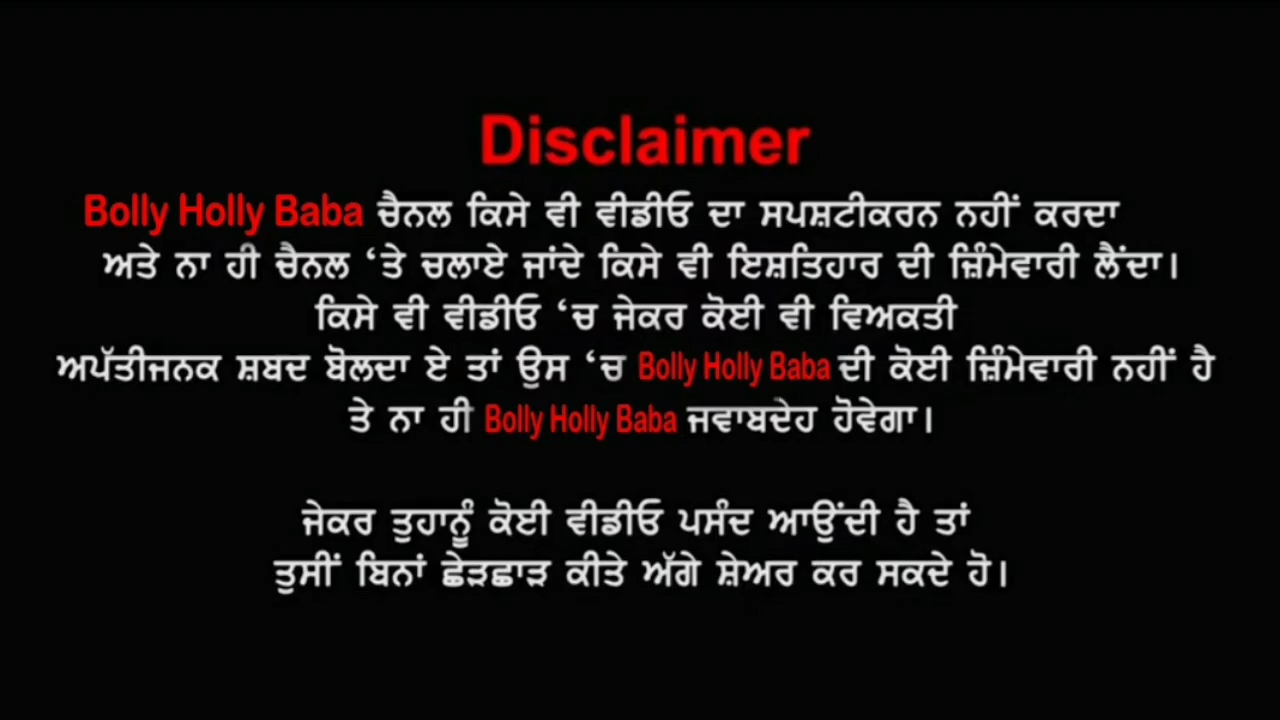 Disclaimer
Bolly Holly Baba ਚੈਨਲ ਕਿਸੇ ਵੀ ਵੀਡੀਓ ਦਾ ਸਪਸ਼ਟੀਕਰਨ ਨਹੀਂ ਕਰਦਾ
ਅਤੇ ਨਾ ਹੀ ਚੈਨਲ ‘ਤੇ ਚਲਾਏ ਜਾਂਦੇ ਕਿਸੇ ਵੀ ਇਸ਼ਤਿਹਾਰ ਦੀ ਜ਼ਿੰਮੇਵਾਰੀ ਲੈਂਦਾ।
ਕਿਸੇ ਵੀ ਵੀਡੀਓ ‘ਚ ਜੇਕਰ ਕੋਈ ਵੀ ਵਿਅਕਤੀ
ਅਪੱਤੀਜਨਕ ਸ਼ਬਦ ਬੋਲਦਾ ਏ ਤਾਂ ਉਸ ‘ਚ Bolly Holly Baba ਦੀ ਕੋਈ ਜ਼ਿੰਮੇਵਾਰੀ ਨਹੀਂ ਹੈ
ਤੇ ਨਾ ਹੀ Bolly Holly Baba ਜਵਾਬਦੇਹ ਹੋਵੇਗਾ।
ਜੇਕਰ ਤੁਹਾਨੂੰ ਕੋਈ ਵੀਡੀਓ ਪਸੰਦ ਆਉਂਦੀ ਹੈ ਤਾਂ
ਤੁਸੀਂ ਬਿਨਾਂ ਛੇੜਛਾੜ ਕੀਤੇ ਅੱਗੇ ਸ਼ੇਅਰ ਕਰ ਸਕਦੇ ਹੋ।